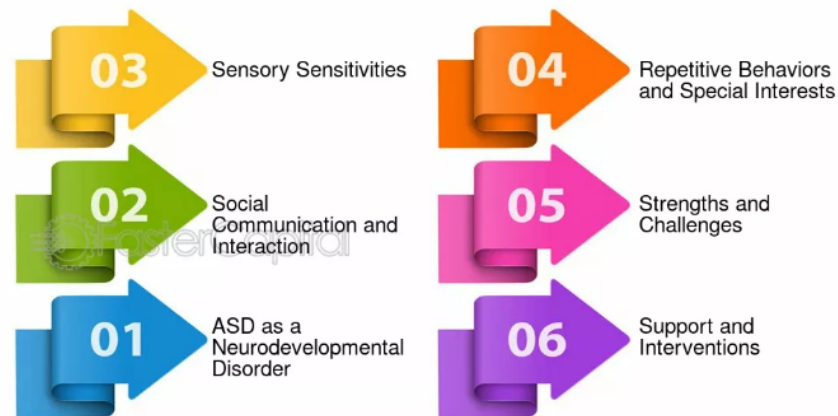 03
Sensory Sensitivities
04
Repetitive Behaviors
and Special Interests
02
Social
Communication and
Interaction
FasterCapital
05
Strengths and
Challenges
01
ASD as a
Neurodevelopmental
Disorder
06
Support and
Interventions